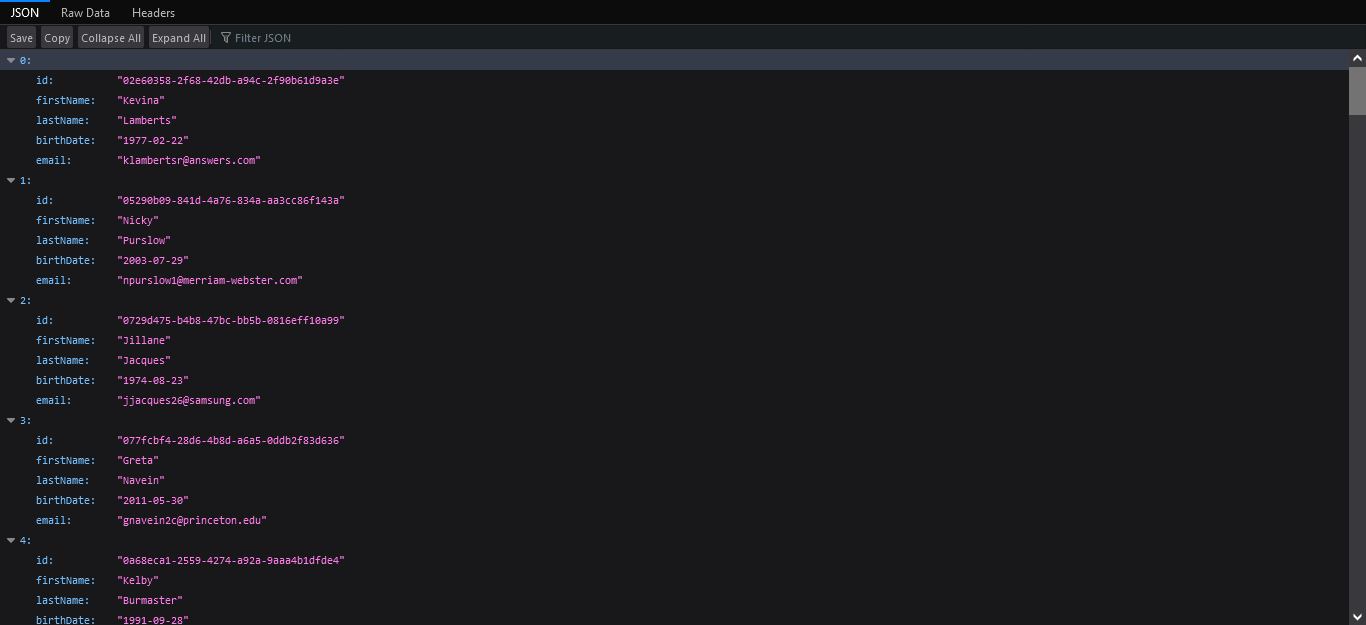 JSON Raw Data Headers
Save Copy Collapse All Expand All Filter JSON
0:
id: "02e60358-2f68-42db-a94c-2f90b61d9a3e"
firstName: "Kevina"
lastName: "Lamberts"
birthDate: "1977-02-22"
email: "klambertsr@answers.com"
1:
id: "05290b09-841d-4a76-834a-aa3cc86f143a"
firstName: "Nicky"
lastName: "Purslow"
birthDate: "2003-07-29"
email: "npurslow1@merriam-webster.com"
2:
id: "0729d475-b4b8-47bc-bb5b-0816eff10a99"
firstName: "Jillane"
lastName: "Jacques"
birthDate: "1974-08-23"
email: "jjacques26@samsung.com"
3:
id: "077fcbf4-28d6-4b8d-a6a5-0ddb2f83d636"
firstName: "Greta"
lastName: "Navein"
birthDate: "2011-05-30"
email: "gnavein2c@princeton.edu"
4:
id: "0a68eca1-2559-4274-a92a-9aaa4b1dfde4"
firstName: "Kelby"
lastName: "Burmaster"
birthDate: "1991-09-28"